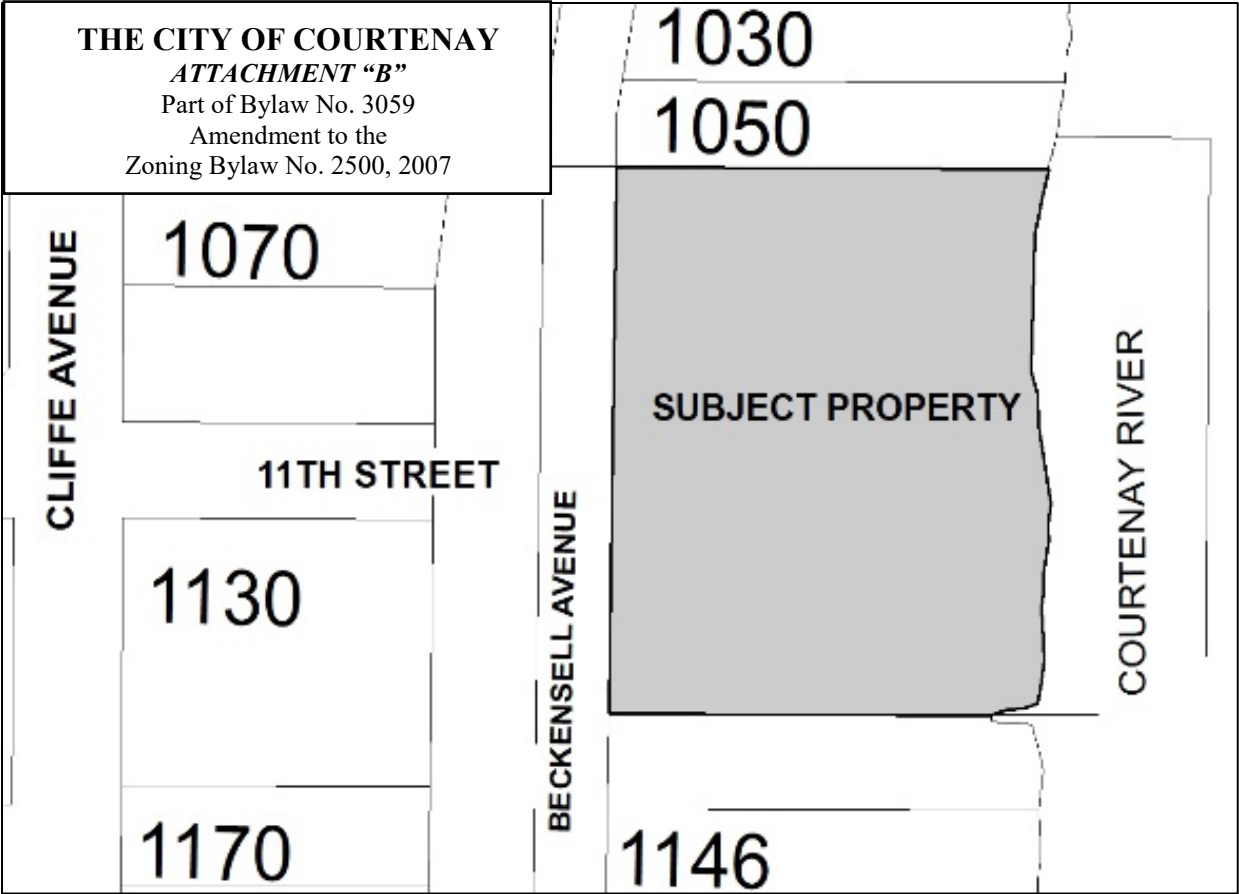 THE CITY OF COURTENAY
ATTACHMENT “B”
Part of Bylaw No. 3059
Amendment to the
Zoning Bylaw No. 2500, 2007
1030
1050
1070
CLIFFE AVENUE
SUBJECT PROPERTY
COURTENAY RIVER
11TH STREET
BECKENSELL AVENUE
1130
1170
1146